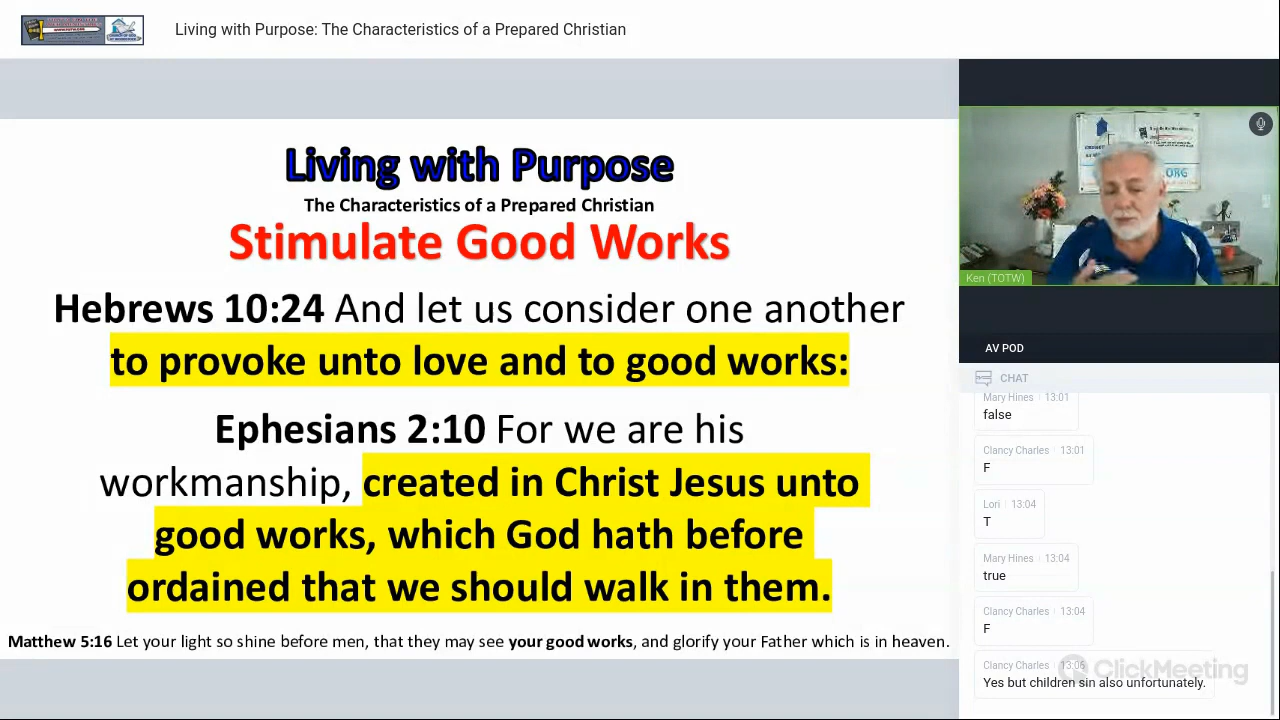 Living with Purpose: The Characteristics of a Prepared Christian
Living with Purpose
The Characteristics of a Prepared Christian
Stimulate Good Works
Hebrews 10:24 And let us consider one another
to provoke unto love and to good works:
Ephesians 2:10 For we are his
workmanship, created in Christ Jesus unto
good works, which God hath before
ordained that we should walk in them.
Matthew 5:16 Let your light so shine before men, that they may see your good works, and glorify your Father which is in heaven.
ORG
Ken (TOTW)
AV POD
CHAT
Mary Hines 13:01
false
Clancy Charles 13:01
F
Lori 13:04
T
Mary Hines 13:04
true
Clancy Charles 13:04
F
Clancy Charles 13:06
Yes but children sin also unfortunately.
ClickMeeting